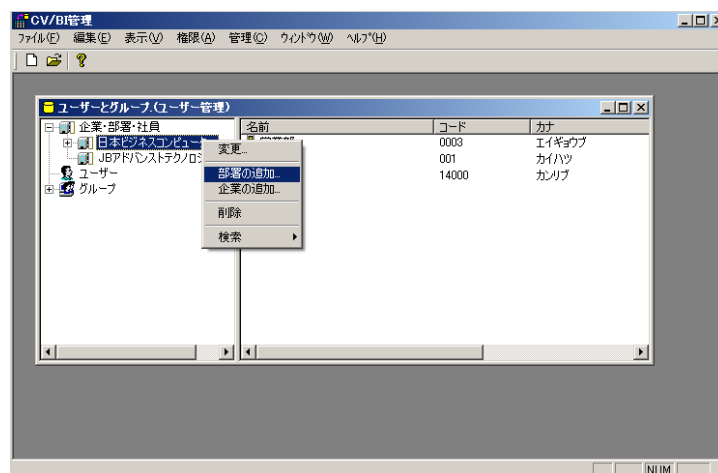 CV/BI管理
ファイル(F) 編集(E) 表示(V) 権限(A) 管理(C) ウィンドウ(W) ヘルプ(H)
ユーザーとグループ.(ユーザー管理)
企業・部署・社員
日本ビジネスコンピュー
JBアドバンストテクノロジ
ユーザー
グループ
名前 コード カナ
営業部 0003 エイギョウブ
001 カイハツ
14000 カンリブ
変更...
部署の追加...
企業の追加...
削除
検索
NUM